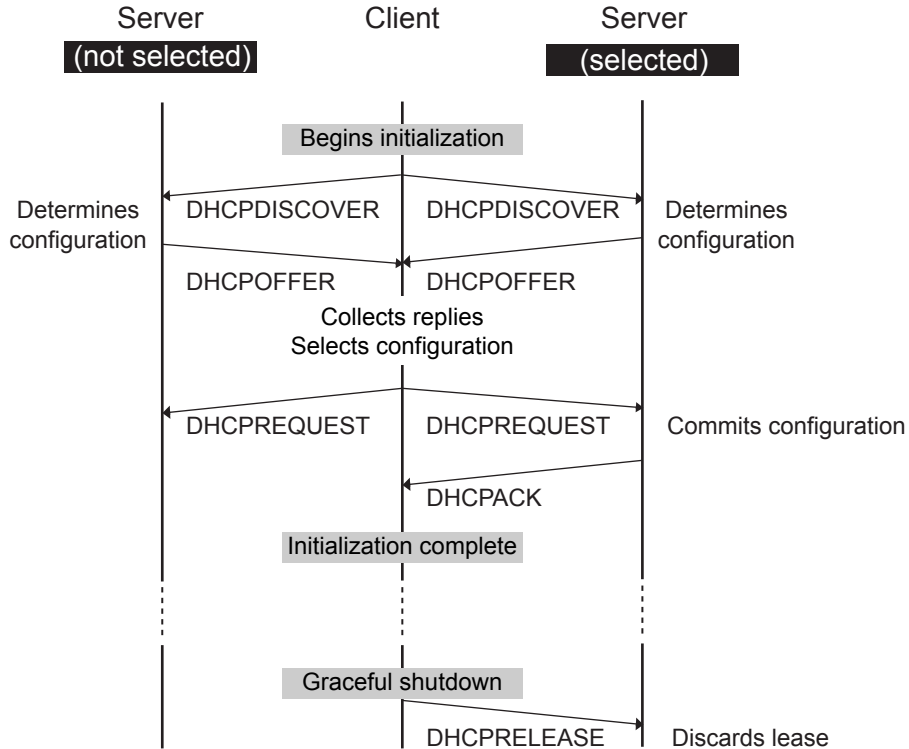 Server
Client
Server
(not selected)
(selected)
Begins initialization
DHCPDISCOVER
DHCPDISCOVER
Determines
configuration
Determines
configuration
DHCPOFFER
DHCPOFFER
Collects replies
Selects configuration
DHCPREQUEST
DHCPREQUEST
Commits configuration
DHCPACK
Initialization complete
Graceful shutdown
DHCPRELEASE
Discards lease